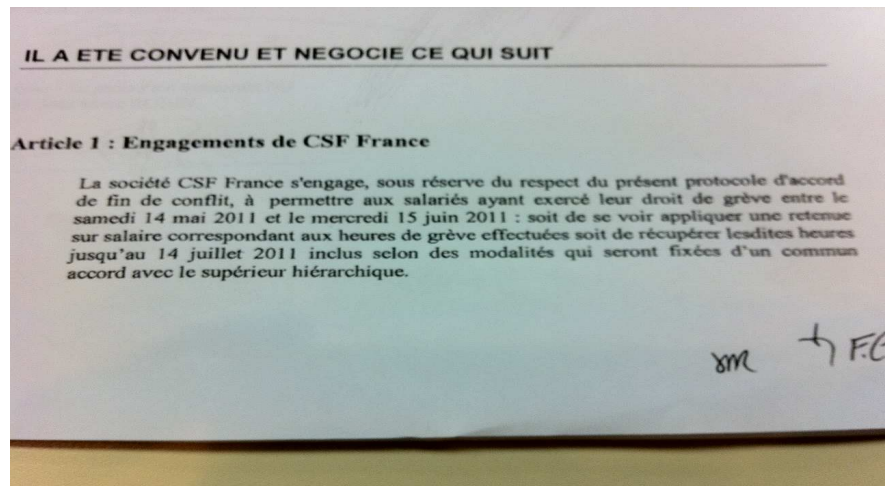 IL A ETE CONVENU ET NEGOCIE CE QUI SUIT
Article 1 : Engagements de CSF France
La société CSF France s'engage, sous réserve du respect du présent protocole d'accord
de fin de conflit, à permettre aux salariés ayant exercé leur droit de grève entre le
samedi 14 mai 2011 et le mercredi 15 juin 2011 : soit de se voir appliquer une retenue
sur salaire correspondant aux heures de grève effectuées soit de récupérer lesdites heures
jusqu'au 14 juillet 2011 inclus selon des modalités qui seront fixées d'un commun
accord avec le supérieur hiérarchique.